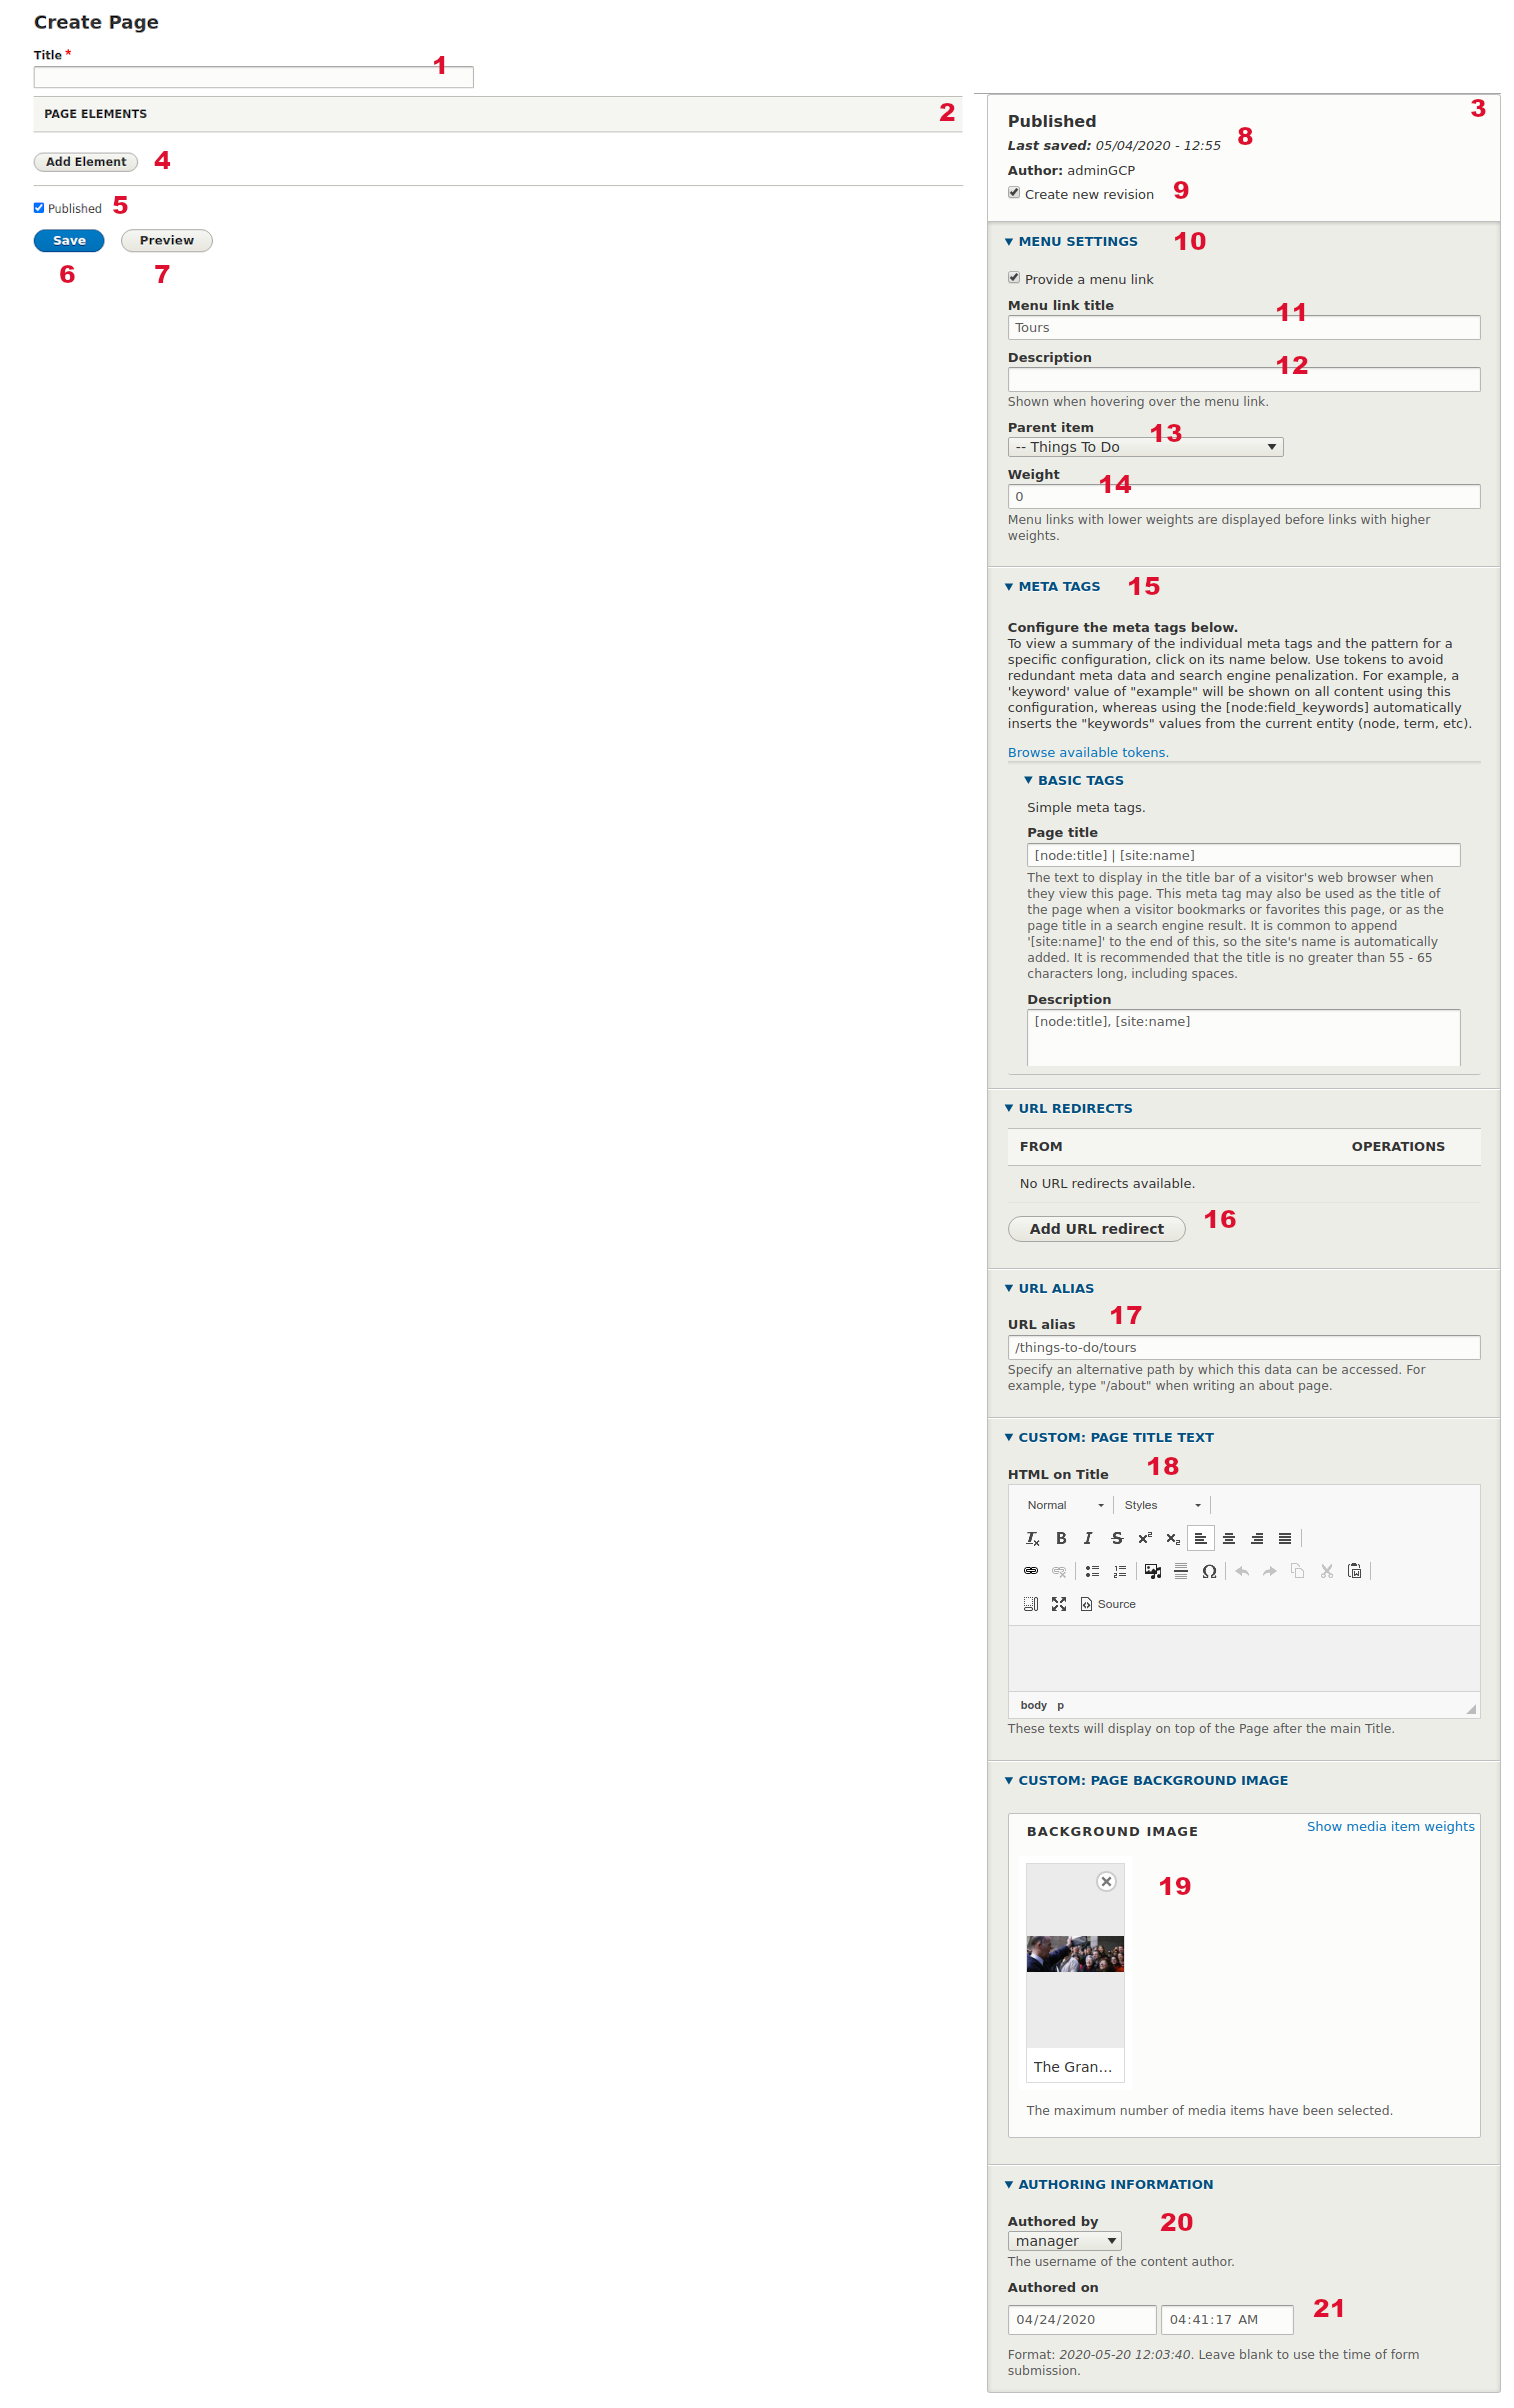 Create Page
Title *
1
PAGE ELEMENTS 2
Add Element 4
Published 5
Save Preview
6 7
3
Published
Last saved: 05/04/2020 - 12:55 8
Author: adminGCP
Create new revision 9
MENU SETTINGS 10
Provide a menu link
Menu link title 11
Tours
Description 12
Shown when hovering over the menu link.
Parent item 13
-- Things To Do
Weight 14
0
Menu links with lower weights are displayed before links with higher
weights.
META TAGS 15
Configure the meta tags below.
To view a summary of the individual meta tags and the pattern for a
specific configuration, click on its name below. Use tokens to avoid
redundant meta data and search engine penalization. For example, a
'keyword' value of "example" will be shown on all content using this
configuration, whereas using the [node:field_keywords] automatically
inserts the "keywords" values from the current entity (node, term, etc).
Browse available tokens.
BASIC TAGS
Simple meta tags.
Page title
[node:title] | [site:name]
The text to display in the title bar of a visitor's web browser when
they view this page. This meta tag may also be used as the title of
the page when a visitor bookmarks or favorites this page, or as the
page title in a search engine result. It is common to append
'[site:name]' to the end of this, so the site's name is automatically
added. It is recommended that the title is no greater than 55 - 65
characters long, including spaces.
Description
[node:title], [site:name]
URL REDIRECTS
FROM OPERATIONS
No URL redirects available.
Add URL redirect 16
URL ALIAS
URL alias 17
/things-to-do/tours
Specify an alternative path by which this data can be accessed. For
example, type "/about" when writing an about page.
CUSTOM: PAGE TITLE TEXT
HTML on Title 18
Normal Styles
Source
body p
These texts will display on top of the Page after the main Title.
CUSTOM: PAGE BACKGROUND IMAGE
BACKGROUND IMAGE Show media item weights
19
The Gran...
The maximum number of media items have been selected.
AUTHORING INFORMATION
Authored by 20
manager
The username of the content author.
Authored on
04/24/2020 04:41:17 AM 21
Format: 2020-05-20 12:03:40. Leave blank to use the time of form
submission.